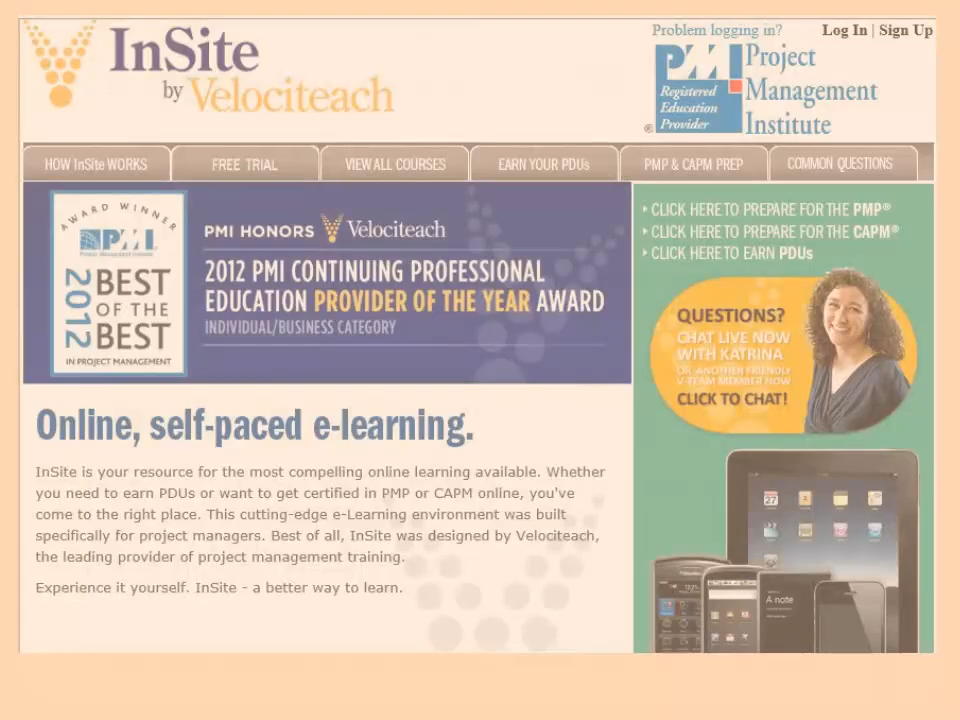 InSite
by Velociteach
Problem logging in?
Log In | Sign Up
PMI
Registered
Education
Provider
®
Project
Management
Institute
HOW InSite WORKS
FREE TRIAL
VIEW ALL COURSES
EARN YOUR PDUs
PMP & CAPM PREP
COMMON QUESTIONS
AWARD WINNER
PMI
2012
BEST
OF THE
BEST
IN PROJECT MANAGEMENT
PMI HONORS Velociteach
2012 PMI CONTINUING PROFESSIONAL
EDUCATION PROVIDER OF THE YEAR AWARD
INDIVIDUAL/BUSINESS CATEGORY
CLICK HERE TO PREPARE FOR THE PMP®
CLICK HERE TO PREPARE FOR THE CAPM®
CLICK HERE TO EARN PDUs
QUESTIONS?
CHAT LIVE NOW
WITH KATRINA
OR ANOTHER FRIENDLY
V-TEAM MEMBER NOW
CLICK TO CHAT!
Online, self-paced e-learning.
InSite is your resource for the most compelling online learning available. Whether
you need to earn PDUs or want to get certified in PMP or CAPM online, you've
come to the right place. This cutting-edge e-Learning environment was built
specifically for project managers. Best of all, InSite was designed by Velociteach,
the leading provider of project management training.
Experience it yourself. InSite - a better way to learn.
27
A note